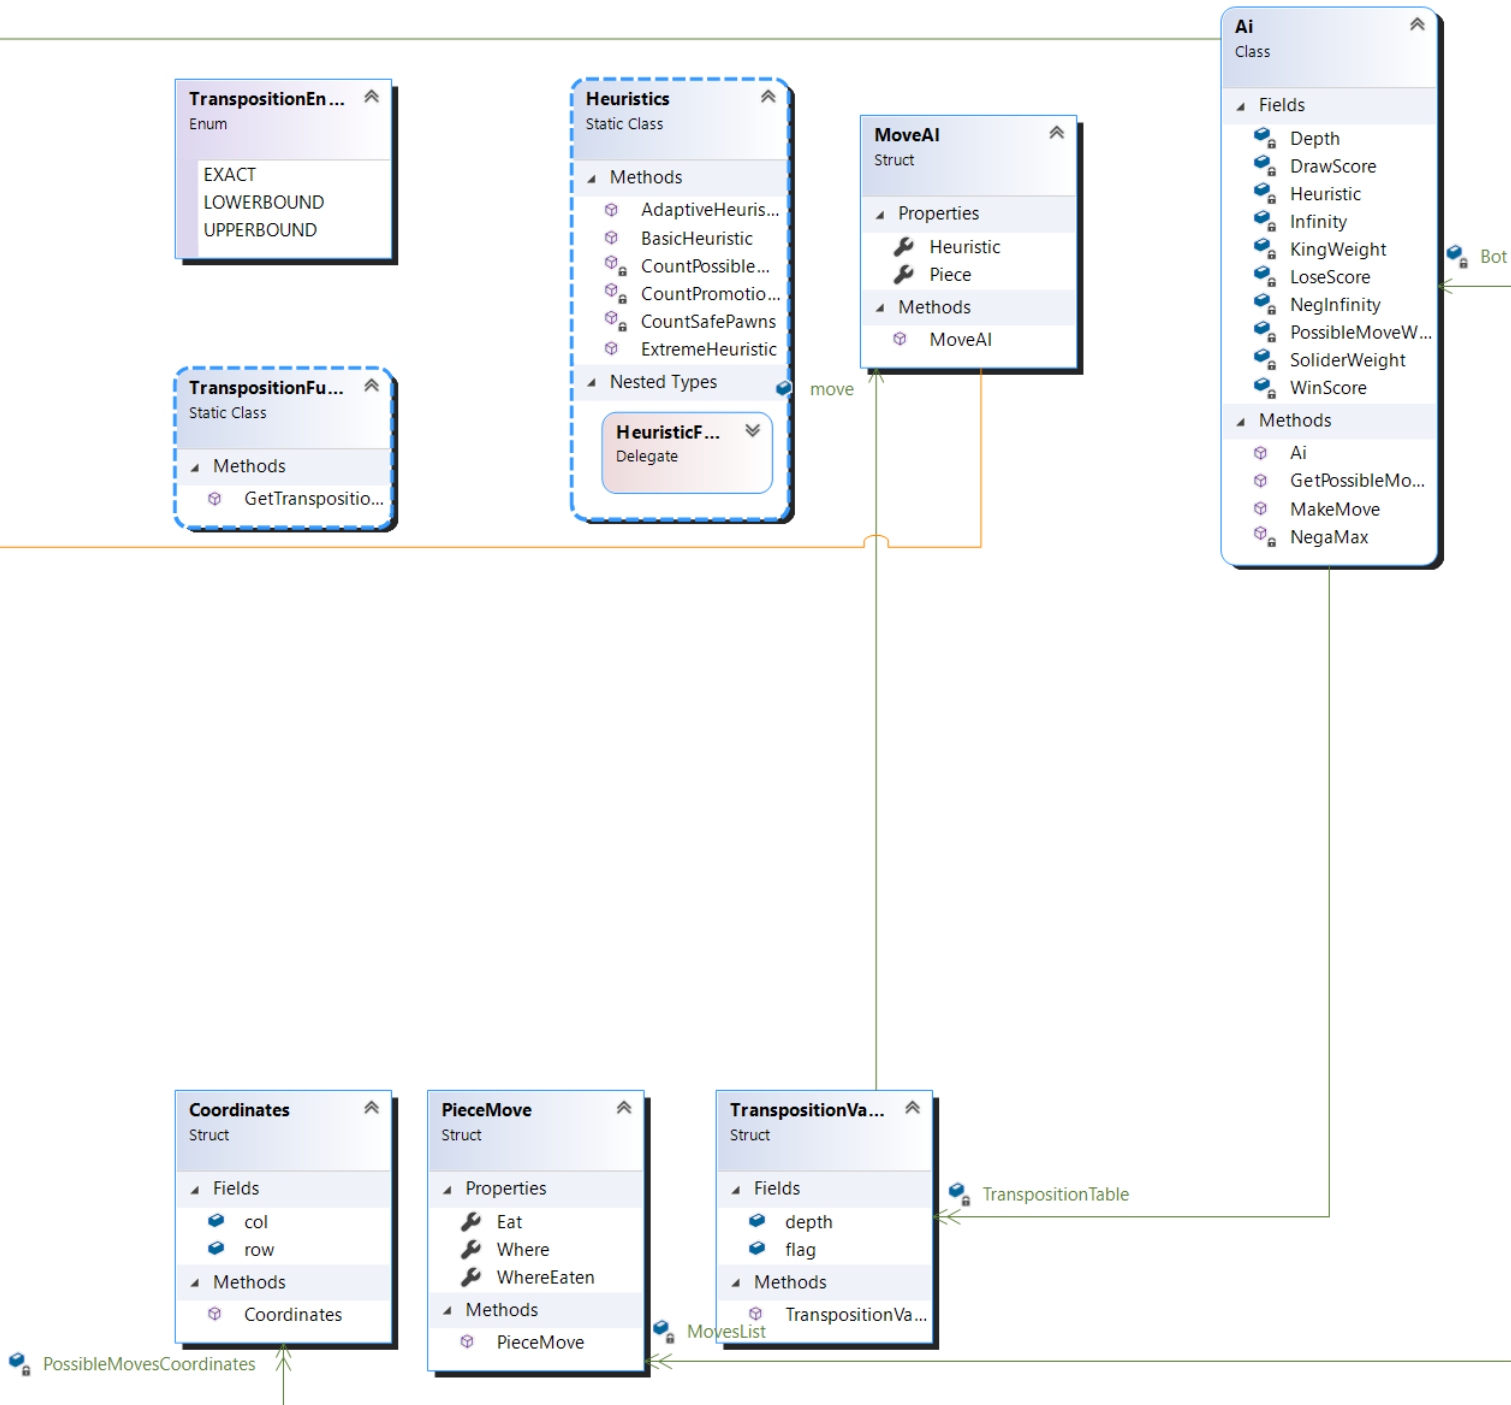 TranspositionEn...
Enum
EXACT
LOWERBOUND
UPPERBOUND
TranspositionFu...
Static Class
Methods
GetTranspositio...
Heuristics
Static Class
Methods
AdaptiveHeuris...
BasicHeuristic
CountPossible...
CountPromotio...
CountSafePawns
ExtremeHeuristic
Nested Types
HeuristicF...
Delegate
move
MoveAI
Struct
Properties
Heuristic
Piece
Methods
MoveAI
Ai
Class
Fields
Depth
DrawScore
Heuristic
Infinity
KingWeight
LoseScore
NegInfinity
PossibleMoveW...
SoliderWeight
WinScore
Methods
Ai
GetPossibleMo...
MakeMove
NegaMax
Bot
Coordinates
Struct
Fields
col
row
Methods
Coordinates
PossibleMovesCoordinates
PieceMove
Struct
Properties
Eat
Where
WhereEaten
Methods
PieceMove
MovesList
TranspositionVa...
Struct
Fields
depth
flag
Methods
TranspositionVa...
TranspositionTable